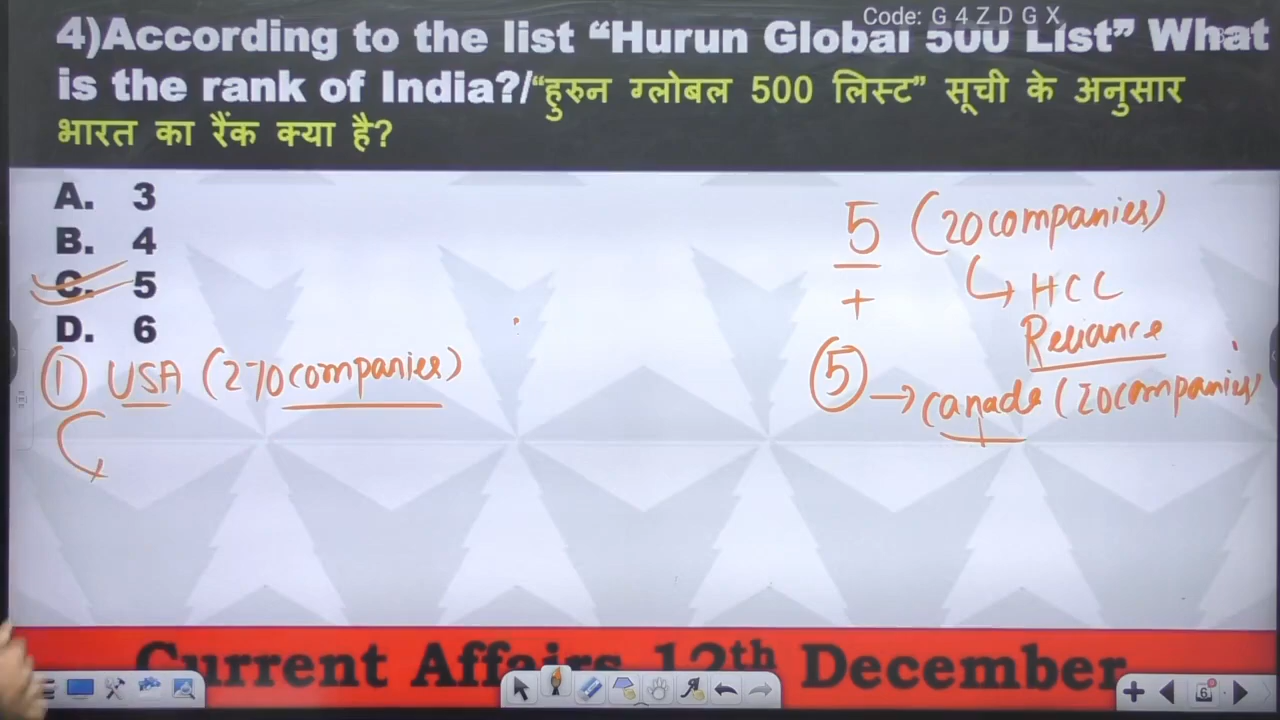 Code: G 4 Z D G X
4)According to the list “Hurun Global 500 List” What
is the rank of India?/“हुरुन ग्लोबल 500 लिस्ट” सूची के अनुसार
भारत का रैंक क्या है?
A. 3
B. 4
C. 5
D. 6
① USA (270 companies)
5 (20 companies)
+ ↳ HCL
Reliance
⑤ → Canada (20 companies)
Current Affairs 12th December
6